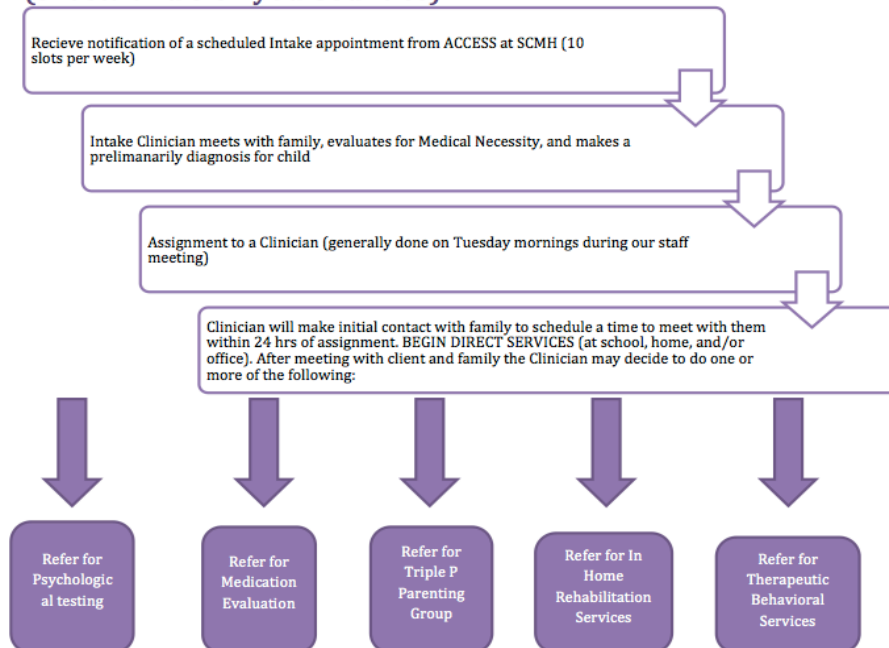 Recieve notification of a scheduled Intake appointment from ACCESS at SCMH (10
slots per week)
Intake Clinician meets with family, evaluates for Medical Necessity, and makes a
prelimanarily diagnosis for child
Assignment to a Clinician (generally done on Tuesday mornings during our staff
meeting)
Clinician will make initial contact with family to schedule a time to meet with them
within 24 hrs of assignment. BEGIN DIRECT SERVICES (at school, home, and/or
office). After meeting with client and family the Clinician may decide to do one or
more of the following:
Refer for
Psychologic
al testing
Refer for
Medication
Evaluation
Refer for
Triple P
Parenting
Group
Refer for In
Home
Rehabilitation
Services
Refer for
Therapeutic
Behavioral
Services